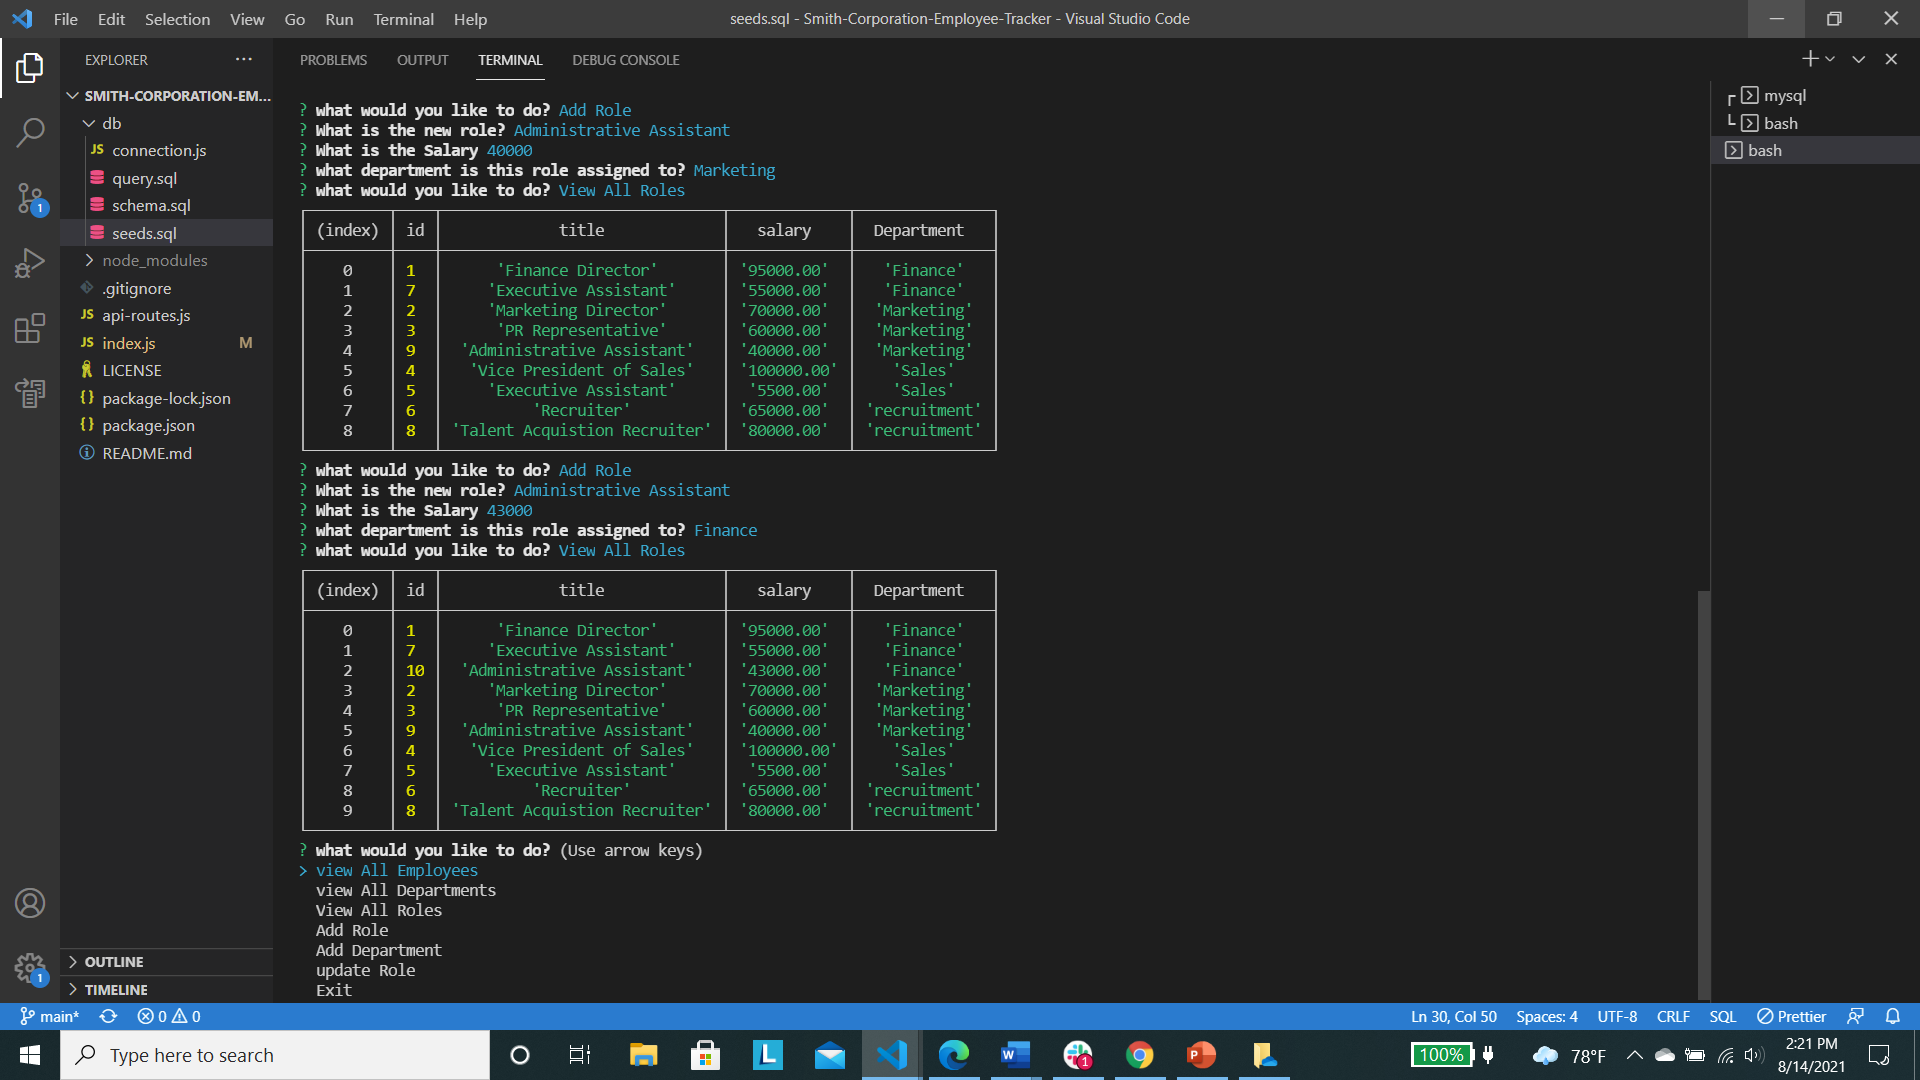 File Edit Selection View Go Run Terminal Help
seeds.sql - Smith-Corporation-Employee-Tracker - Visual Studio Code
EXPLORER
SMITH-CORPORATION-EM...
db
JS connection.js
query.sql
schema.sql
seeds.sql
node_modules
.gitignore
JS api-routes.js
JS index.js M
LICENSE
{} package-lock.json
{} package.json
README.md
OUTLINE
TIMELINE
1
1
PROBLEMS OUTPUT TERMINAL DEBUG CONSOLE
? what would you like to do? Add Role
? What is the new role? Administrative Assistant
? What is the Salary 40000
? what department is this role assigned to? Marketing
? what would you like to do? View All Roles
(index) id title salary Department
0 1 'Finance Director' '95000.00' 'Finance'
1 7 'Executive Assistant' '55000.00' 'Finance'
2 2 'Marketing Director' '70000.00' 'Marketing'
3 3 'PR Representative' '60000.00' 'Marketing'
4 9 'Administrative Assistant' '40000.00' 'Marketing'
5 4 'Vice President of Sales' '100000.00' 'Sales'
6 5 'Executive Assistant' '5500.00' 'Sales'
7 6 'Recruiter' '65000.00' 'recruitment'
8 8 'Talent Acquistion Recruiter' '80000.00' 'recruitment'
? what would you like to do? Add Role
? What is the new role? Administrative Assistant
? What is the Salary 43000
? what department is this role assigned to? Finance
? what would you like to do? View All Roles
(index) id title salary Department
0 1 'Finance Director' '95000.00' 'Finance'
1 7 'Executive Assistant' '55000.00' 'Finance'
2 10 'Administrative Assistant' '43000.00' 'Finance'
3 2 'Marketing Director' '70000.00' 'Marketing'
4 3 'PR Representative' '60000.00' 'Marketing'
5 9 'Administrative Assistant' '40000.00' 'Marketing'
6 4 'Vice President of Sales' '100000.00' 'Sales'
7 5 'Executive Assistant' '5500.00' 'Sales'
8 6 'Recruiter' '65000.00' 'recruitment'
9 8 'Talent Acquistion Recruiter' '80000.00' 'recruitment'
? what would you like to do? (Use arrow keys)
> view All Employees
view All Departments
View All Roles
Add Role
Add Department
update Role
Exit
mysql
bash
bash
main* 0 0 Ln 30, Col 50 Spaces: 4 UTF-8 CRLF SQL Prettier
Type here to search
L
W
1
P
100%
78°F
2:21 PM
8/14/2021